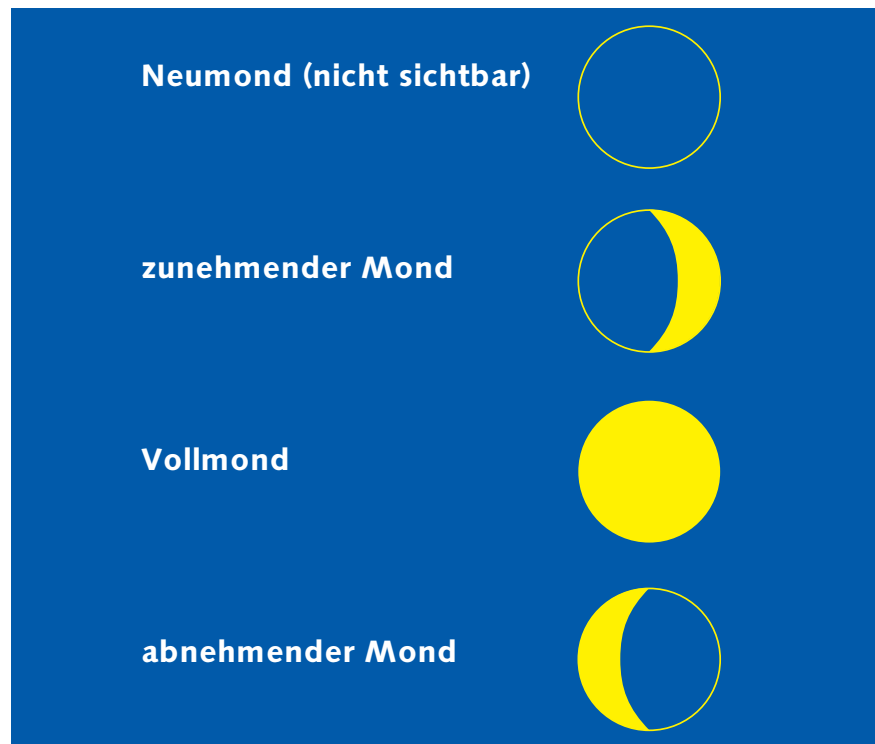 Neumond (nicht sichtbar)
zunehmender Mond
Vollmond
abnehmender Mond